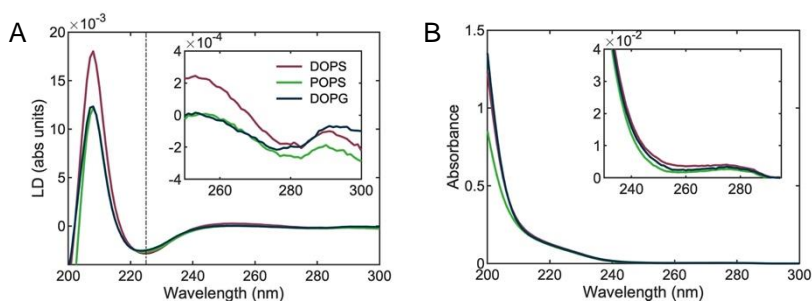 A
×10⁻³
LD (abs units)
20
15
10
5
0
200 220 240 260 280 300
Wavelength (nm)
×10⁻⁴
4
2
0
-2
-4
260 280 300
DOPS
POPS
DOPG
B
Absorbance
1.5
1
0.5
0
200 220 240 260 280 300
Wavelength (nm)
×10⁻²
4
2
0
240 260 280